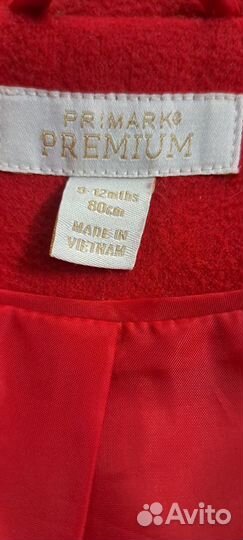 PRIMARK®
PREMIUM
9-12mths
80cm
MADE IN
VIETNAM
Avito